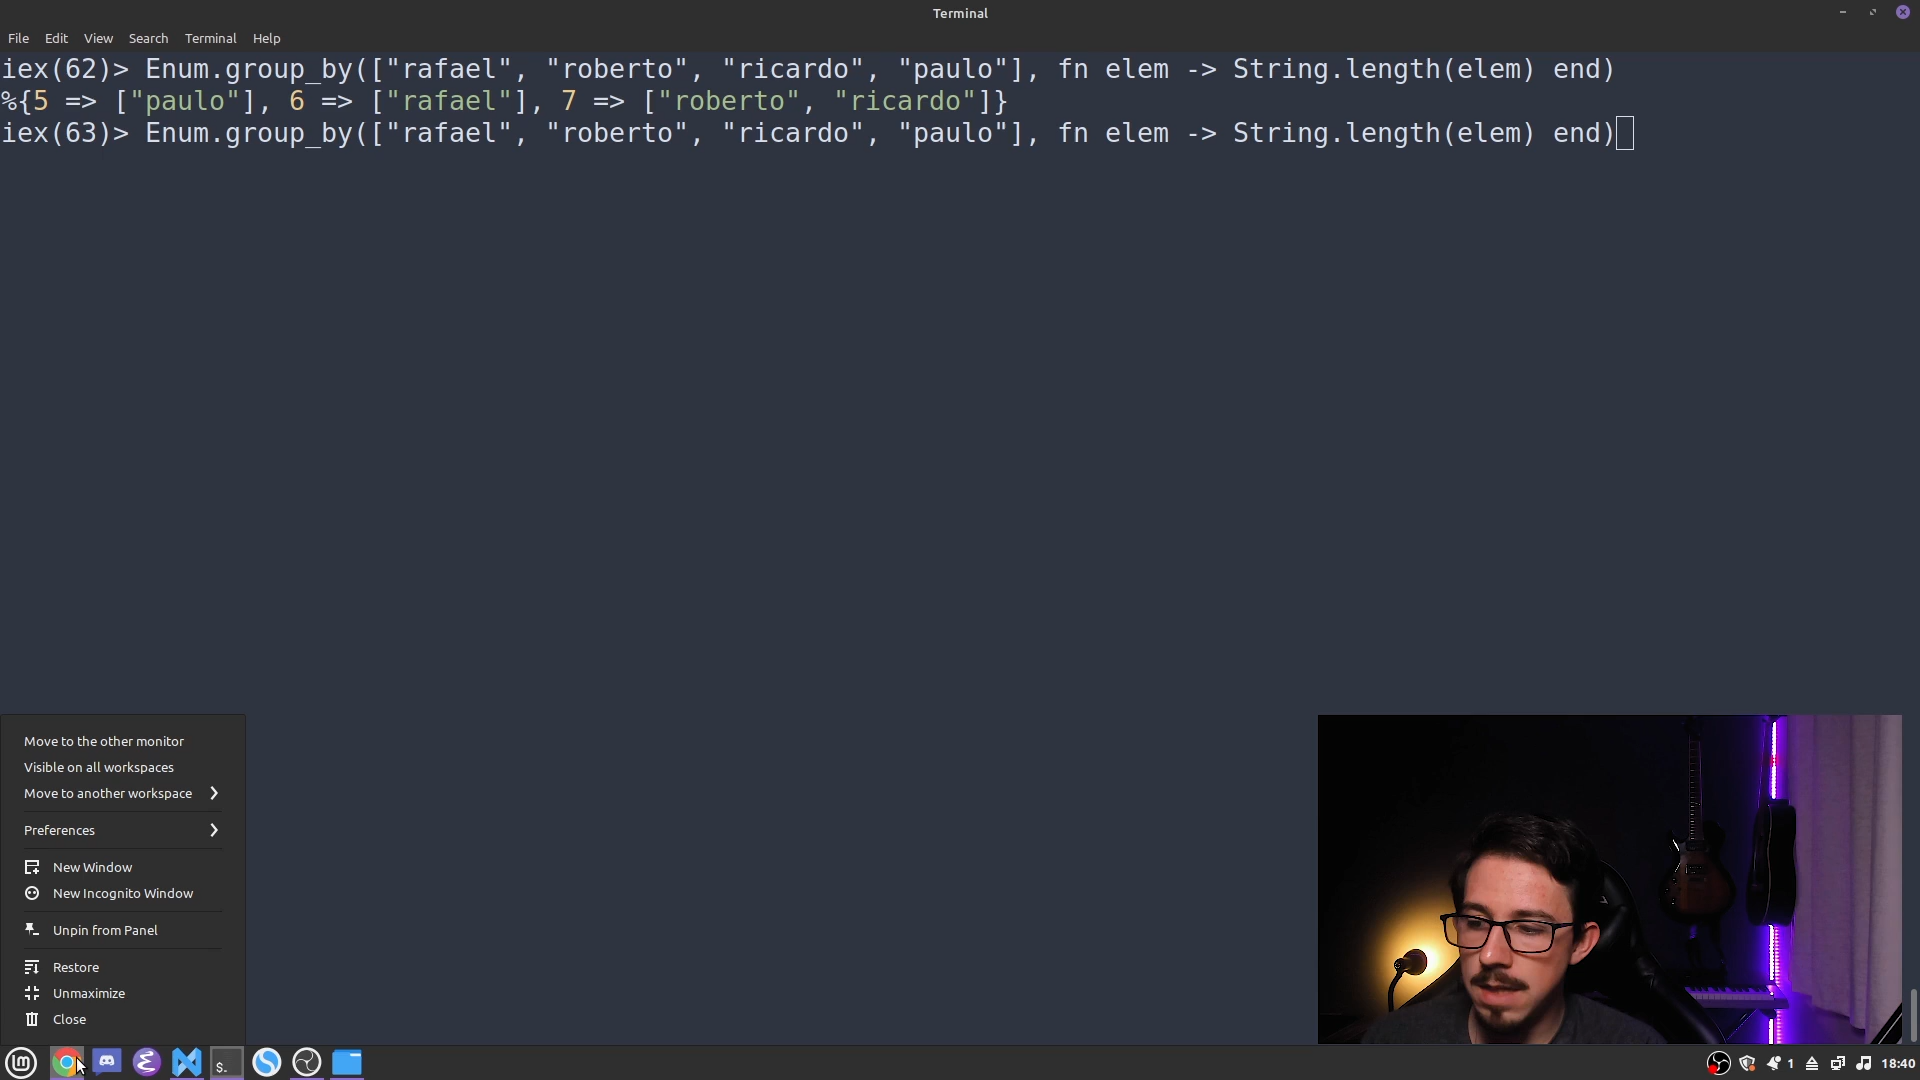 Terminal
File Edit View Search Terminal Help
iex(62)> Enum.group_by(["rafael", "roberto", "ricardo", "paulo"], fn elem -> String.length(elem) end)
%{5 => ["paulo"], 6 => ["rafael"], 7 => ["roberto", "ricardo"]}
iex(63)> Enum.group_by(["rafael", "roberto", "ricardo", "paulo"], fn elem -> String.length(elem) end)
Move to the other monitor
Visible on all workspaces
Move to another workspace
Preferences
New Window
New Incognito Window
Unpin from Panel
Restore
Unmaximize
Close
$_
1
18:40